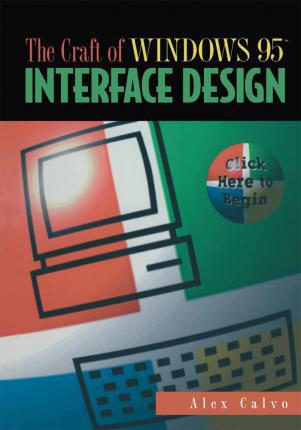 The Craft of WINDOWS 95™
INTERFACE DESIGN
Click
Here to
Begin
Alex Calvo